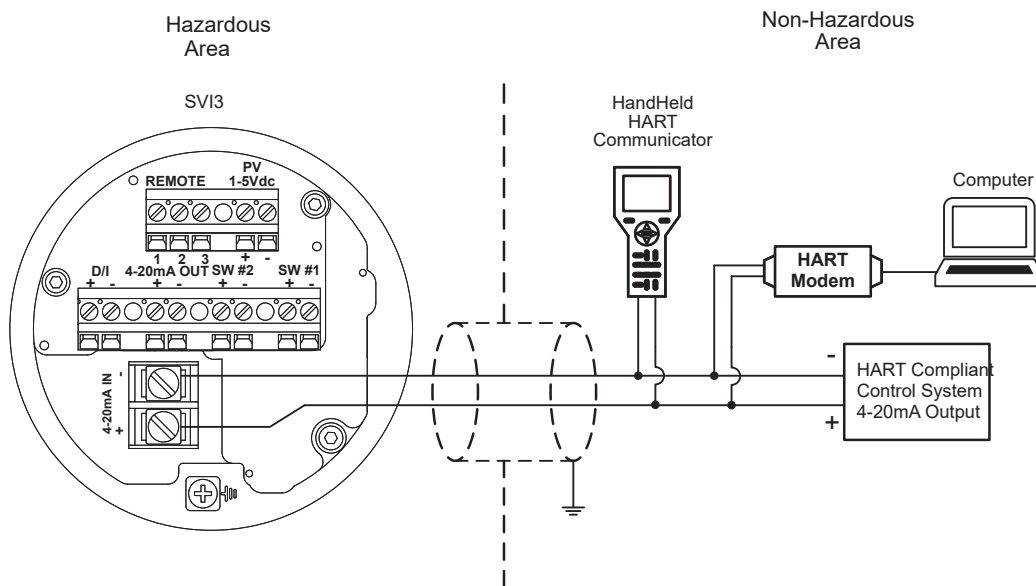 Hazardous
Area
Non-Hazardous
Area
SVI3
HandHeld
HART
Communicator
Computer
REMOTE
PV
1-5Vdc
1 2 3 + -
D/I 4-20mA OUT SW #2 SW #1
+ - + - + - + -
HART
Modem
4-20mA IN
-
+
-
+
HART Compliant
Control System
4-20mA Output